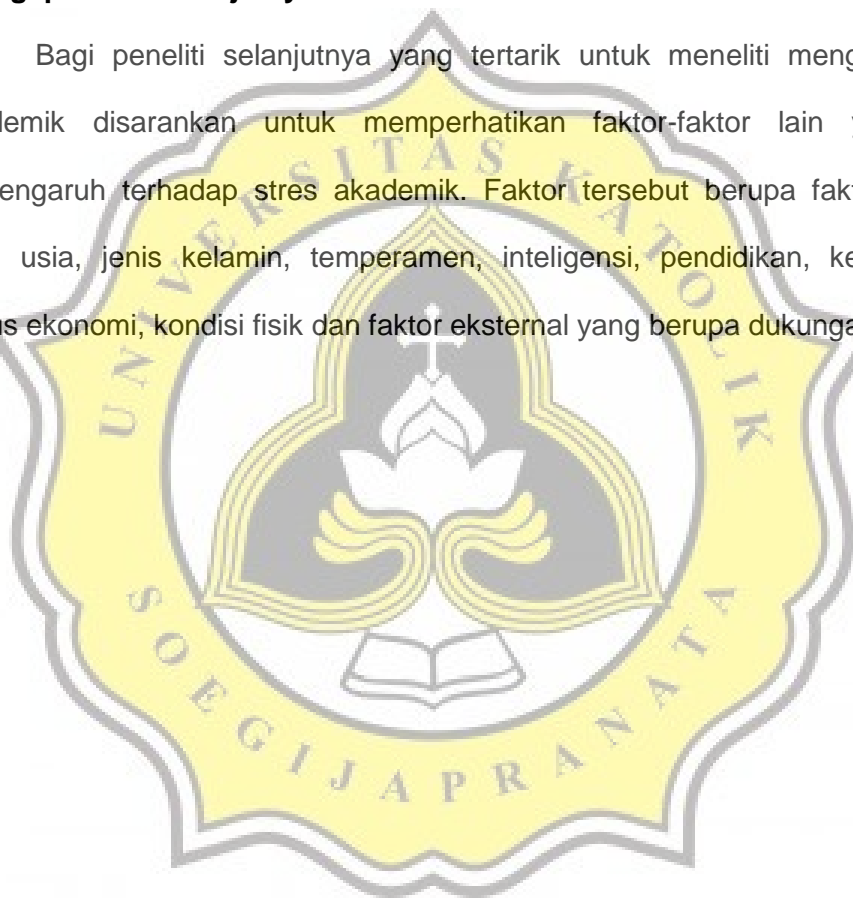 Bagi peneliti selanjutnya yang tertarik untuk meneliti meng
lemik disarankan untuk memperhatikan faktor-faktor lain y
engaruh terhadap stres akademik. Faktor tersebut berupa fakt
usia, jenis kelamin, temperamen, inteligensi, pendidikan, ke
us ekonomi, kondisi fisik dan faktor eksternal yang berupa dukunga
UNIVERSITAS KATOLIK
SOEGIJAPRANATA